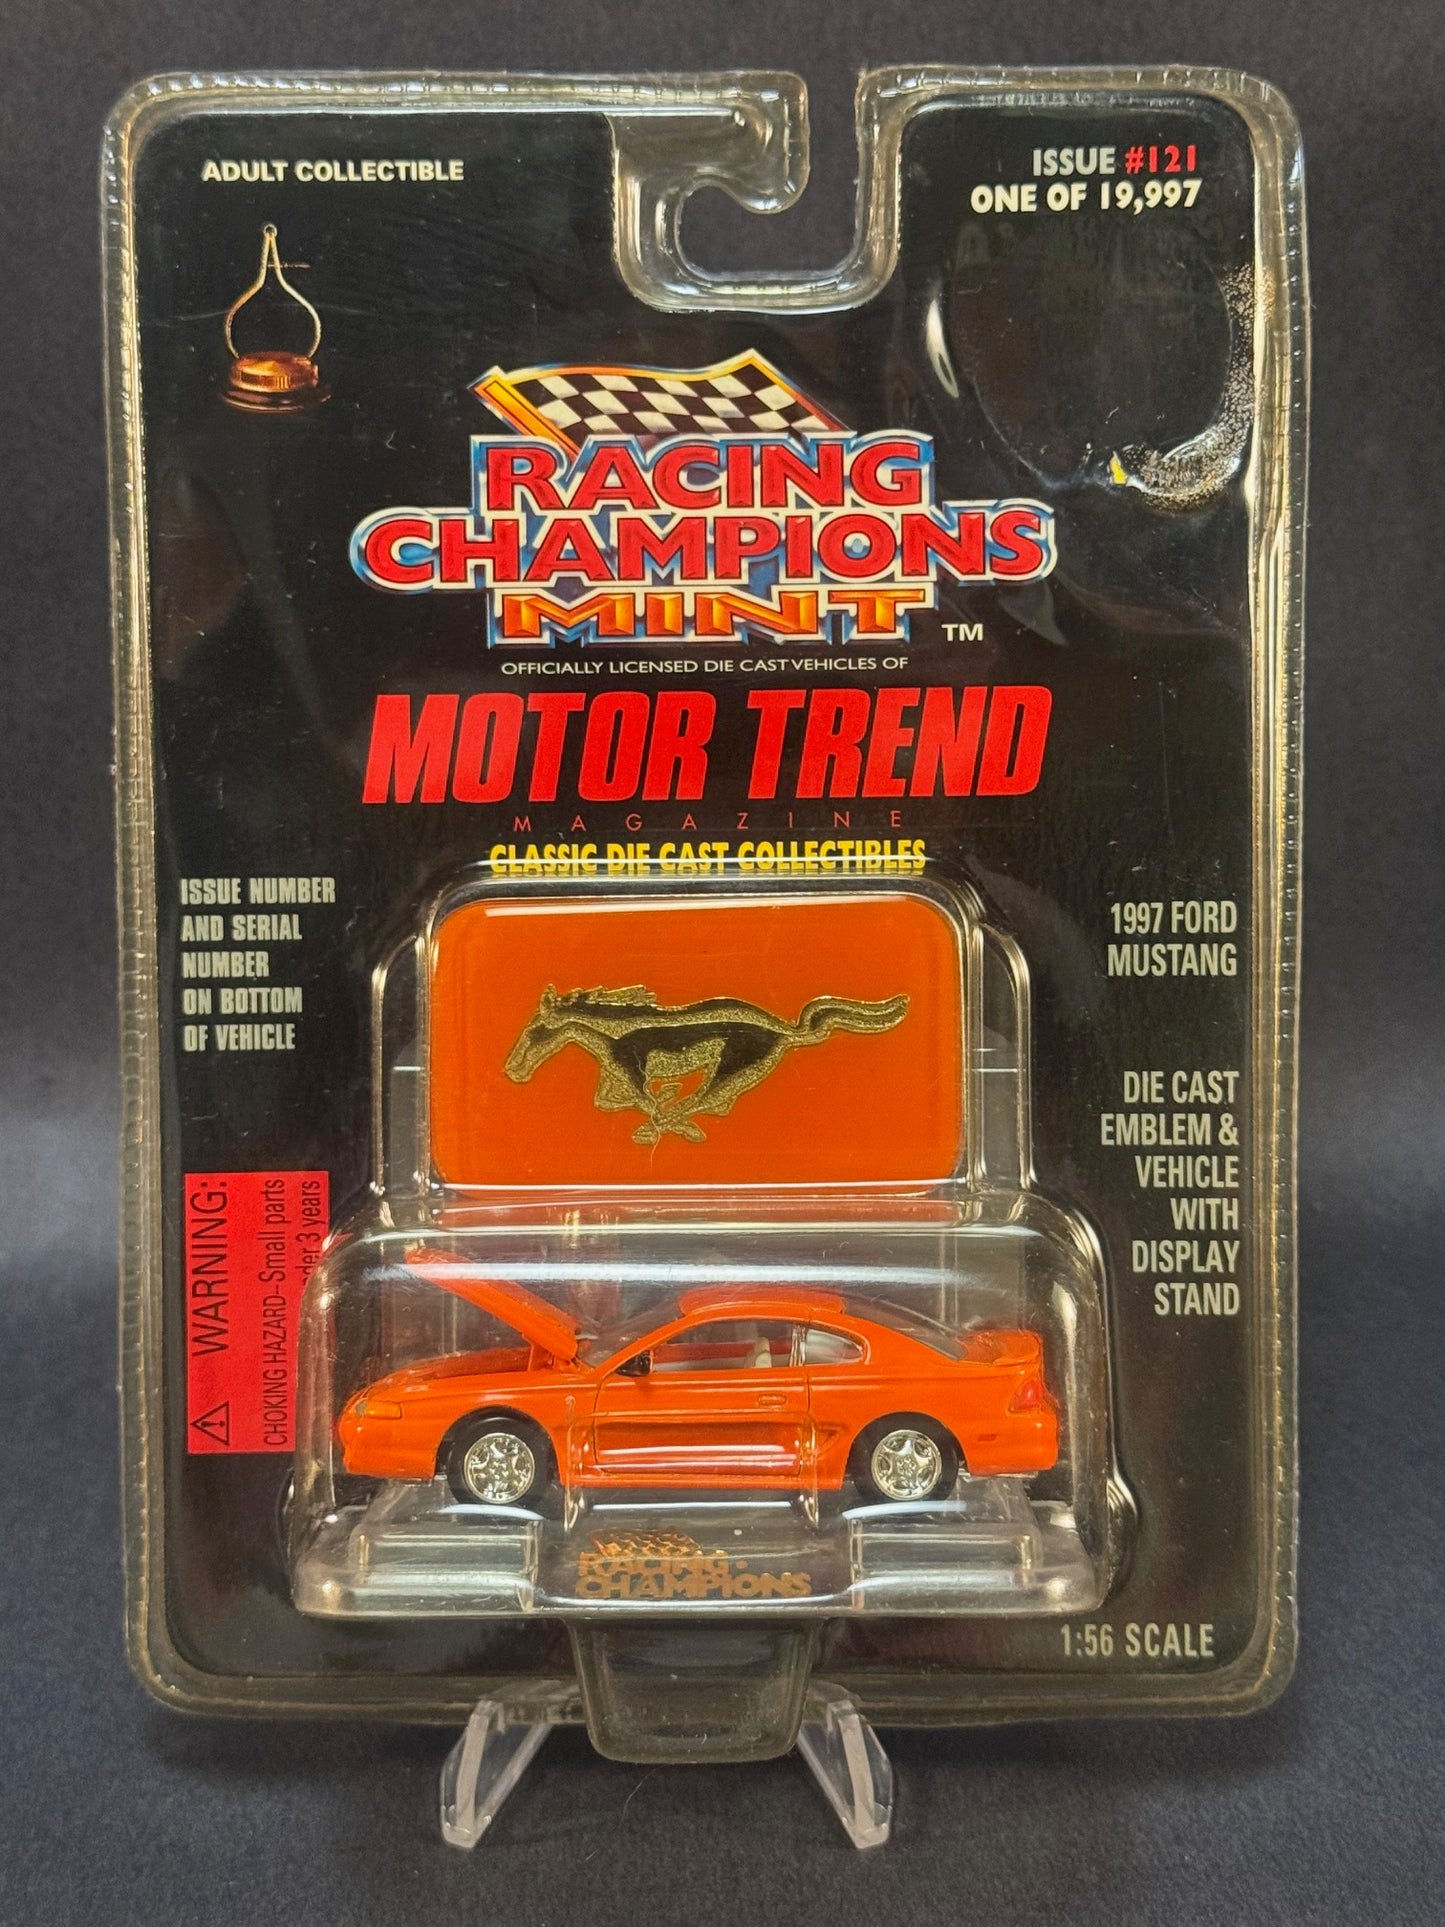 ADULT COLLECTIBLE
ISSUE #121
ONE OF 19,997
RACING
CHAMPIONS
MINT
TM
OFFICIALLY LICENSED DIE CAST VEHICLES OF
MOTOR TREND
MAGAZINE
CLASSIC DIE CAST COLLECTIBLES
ISSUE NUMBER
AND SERIAL
NUMBER
ON BOTTOM
OF VEHICLE
1997 FORD
MUSTANG
DIE CAST
EMBLEM &
VEHICLE
WITH
DISPLAY
STAND
WARNING:
CHOKING HAZARD-Small parts
3 years
RACING
CHAMPIONS
1:56 SCALE